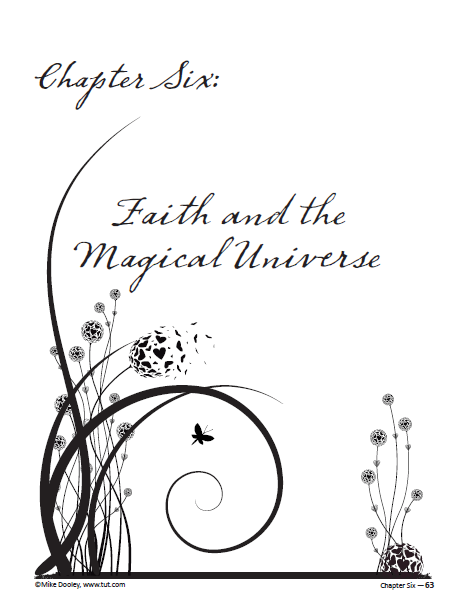 Chapter Six:
Faith and the
Magical Universe
©Mike Dooley, www.tut.com
Chapter Six — 63